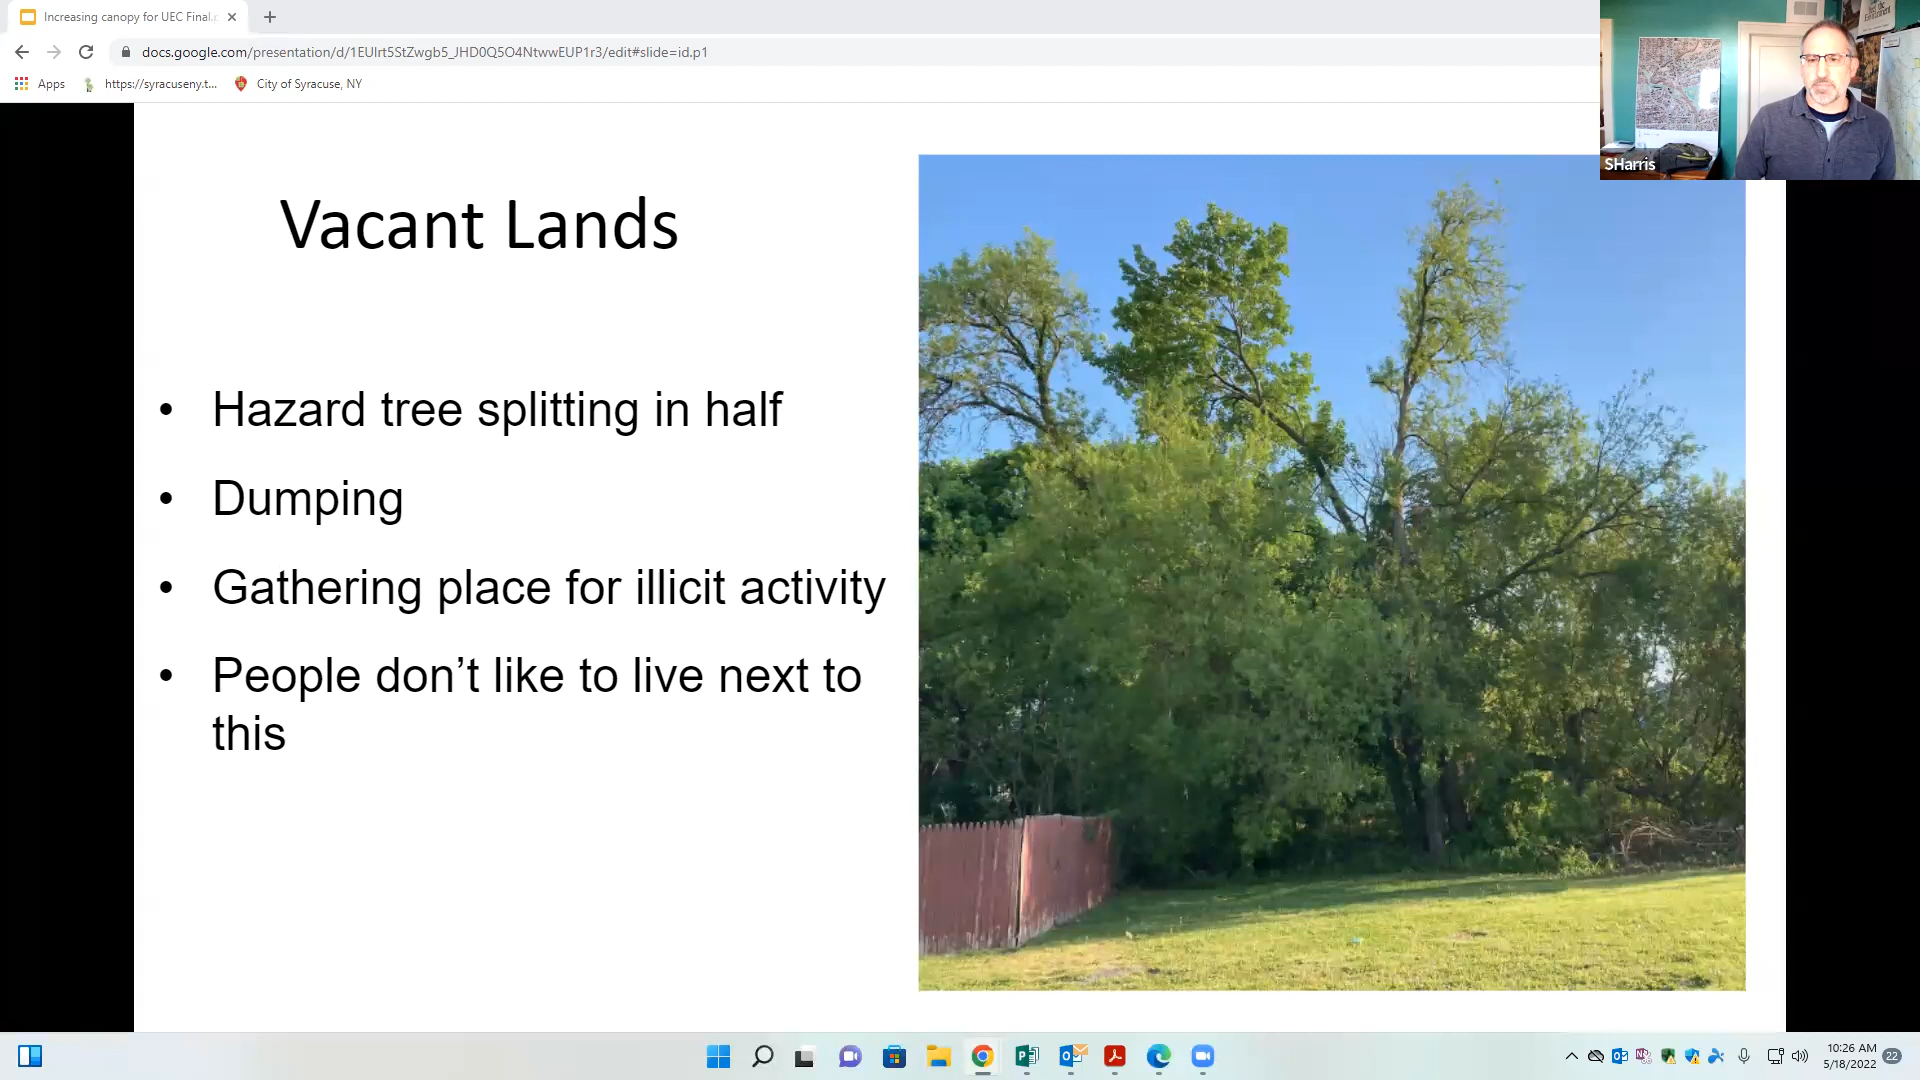 Increasing canopy for UEC Final.
docs.google.com/presentation/d/1EUlrt5StZwgb5_JHD0Q5O4NtwwEUP1r3/edit#slide=id.p1
Apps
https://syracuseny.t...
City of Syracuse, NY
SHarris
Vacant Lands
• Hazard tree splitting in half
• Dumping
• Gathering place for illicit activity
• People don’t like to live next to
this
10:26 AM
5/18/2022
22